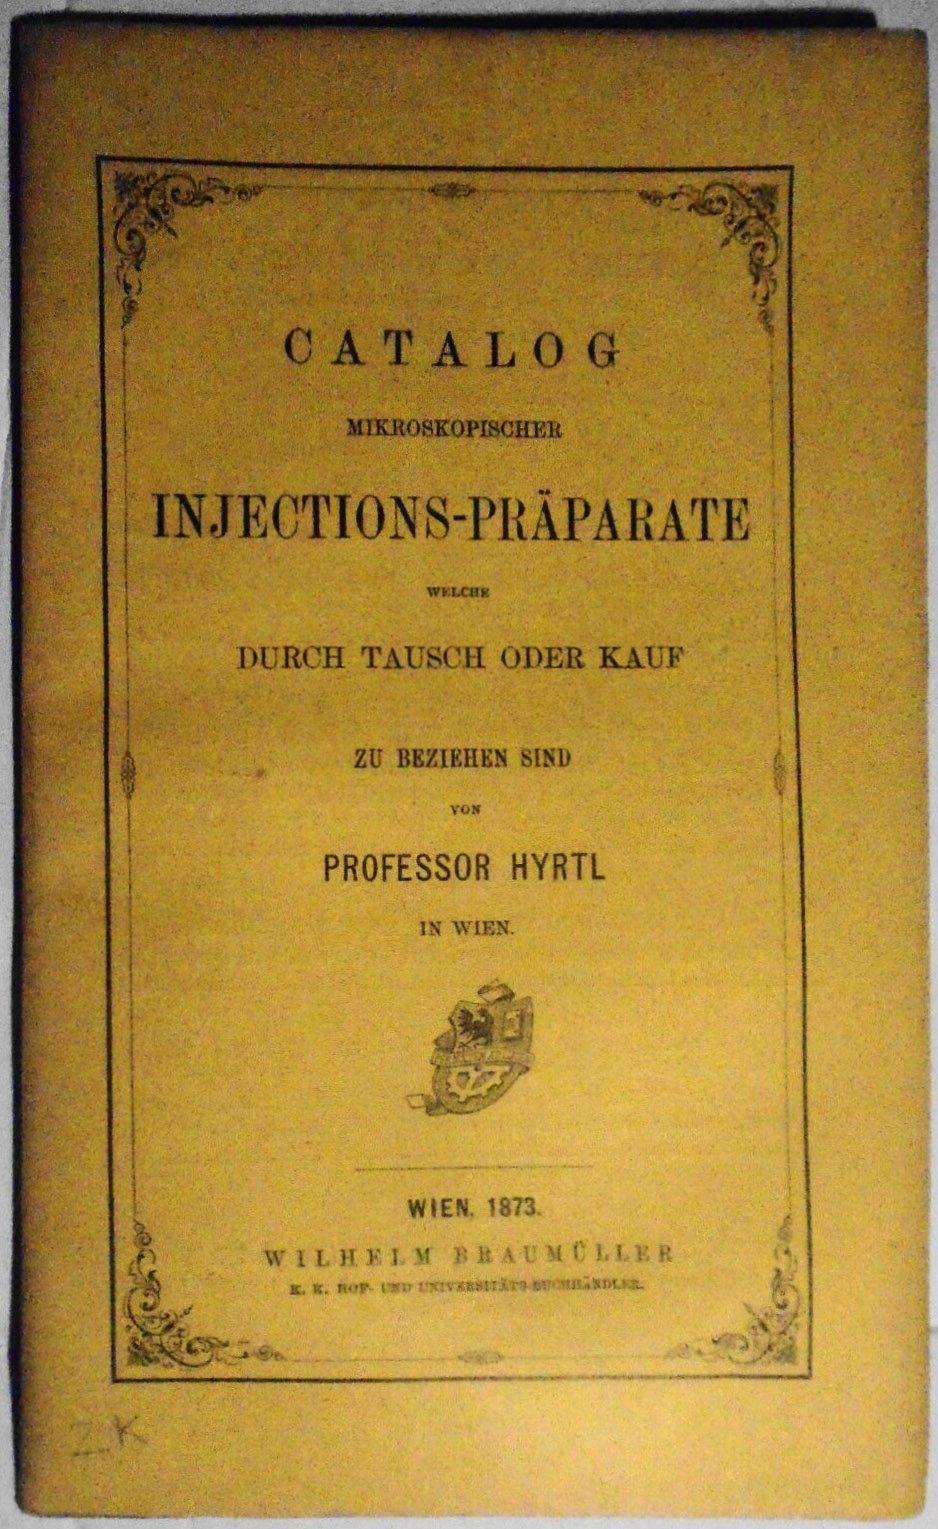 CATALOG
MIKROSKOPISCHER
INJECTIONS-PRÄPARATE
WELCHE
DURCH TAUSCH ODER KAUF
ZU BEZIEHEN SIND
VON
PROFESSOR HYRTL
IN WIEN.
WIEN, 1873.
WILHELM BRAUMÜLLER
K. K. HOF- UND UNIVERSITÄTS-BUCHHÄNDLER.
Z K